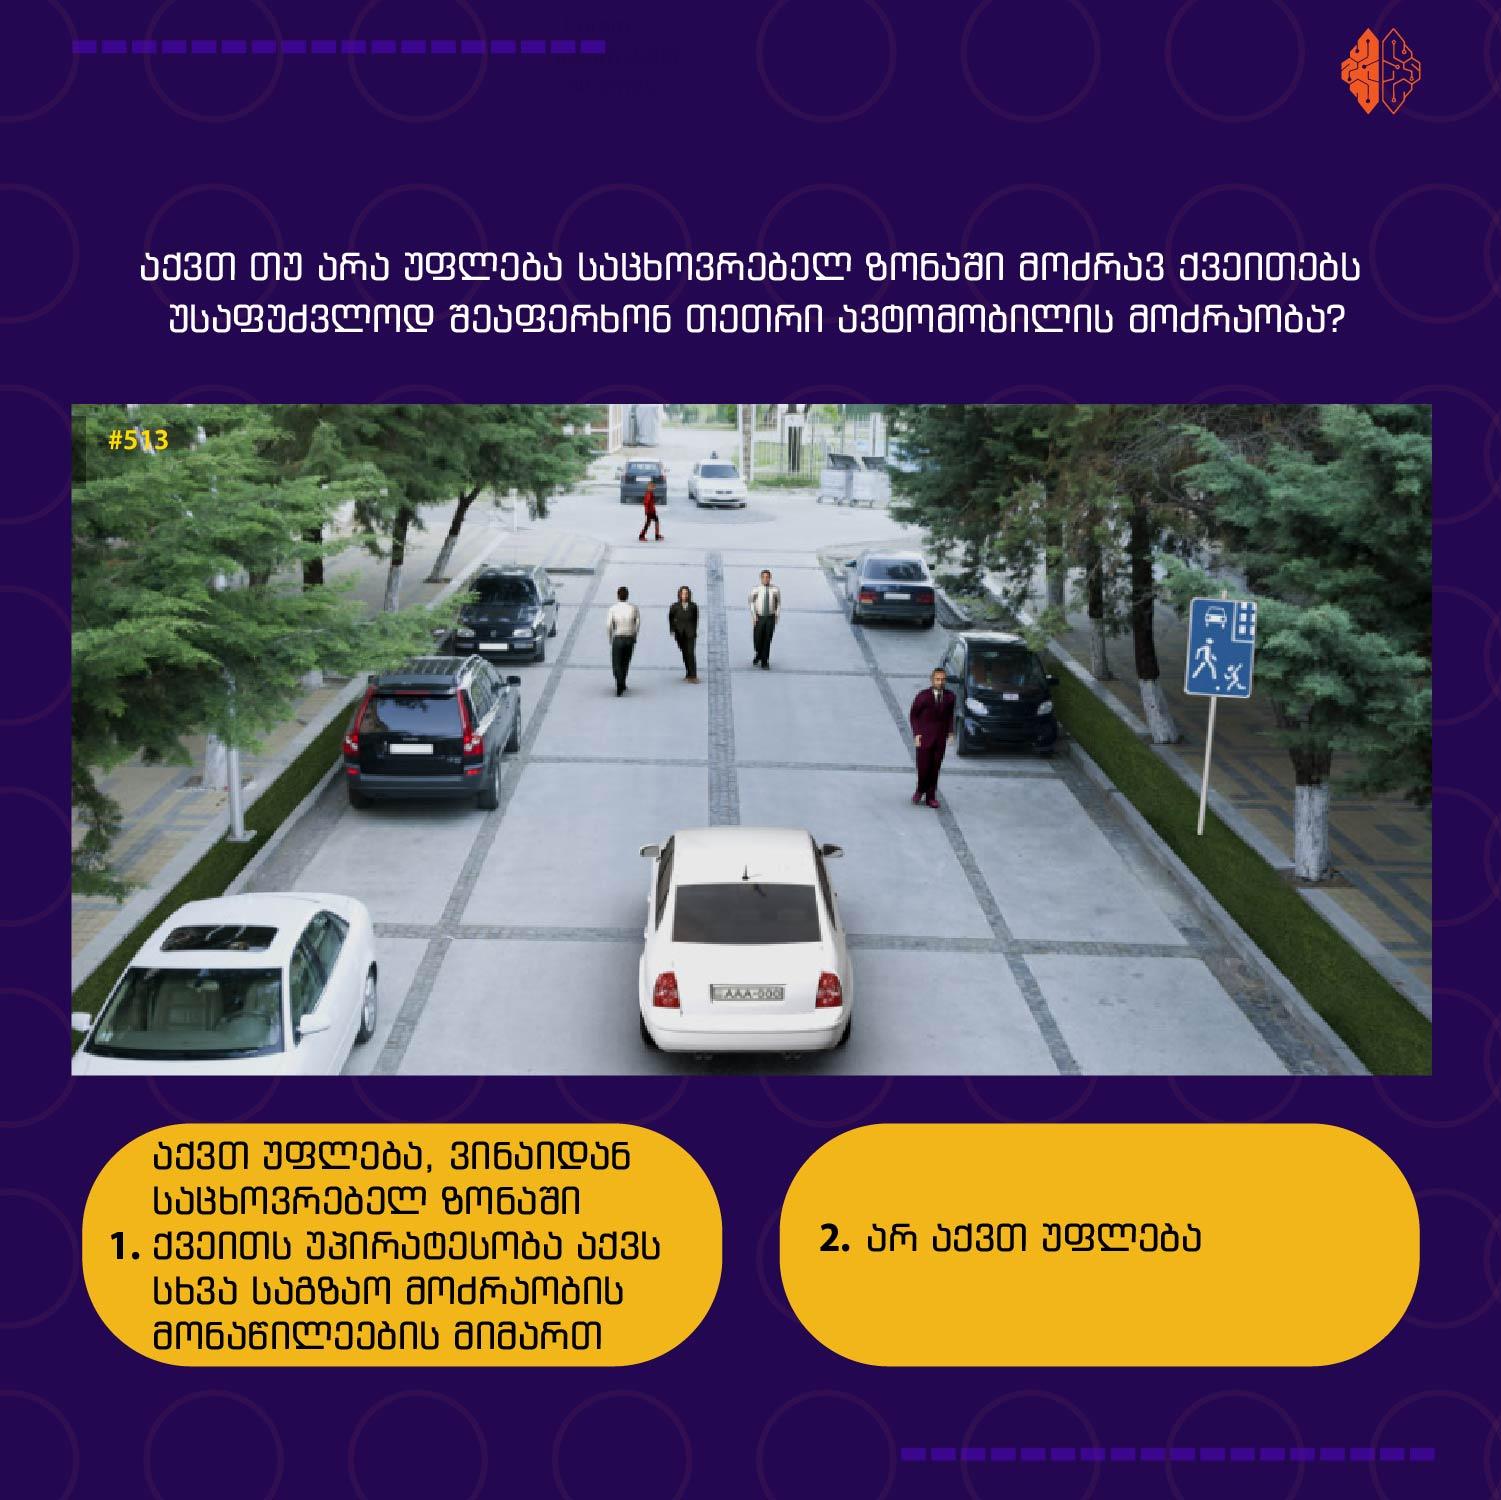 აქვთ თუ არა უფლება საცხოვრებელ ზონაში მოძრავ ქვეითებს
უსაფუძვლოდ შეაფერხონ თეთრი ავტომობილის მოძრაობა?
#513
AAA-000
აქვთ უფლება, ვინაიდან
საცხოვრებელ ზონაში
1. ქვეითს უპირატესობა აქვს
სხვა საგზაო მოძრაობის
მონაწილეების მიმართ
2. არ აქვთ უფლება